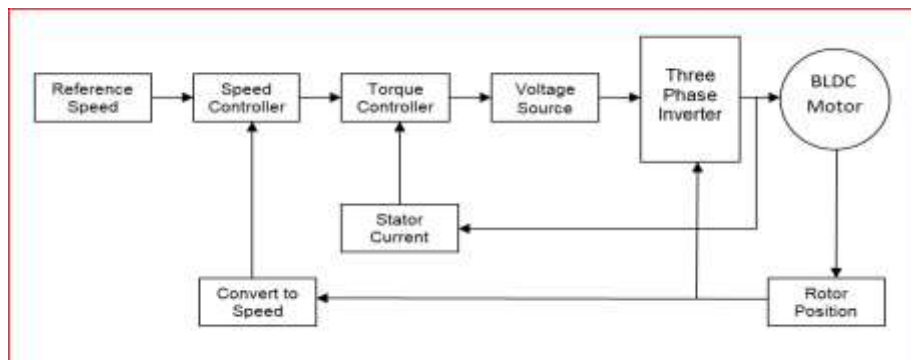 Reference
Speed
Speed
Controller
Torque
Controller
Voltage
Source
Three
Phase
Inverter
BLDC
Motor
Stator
Current
Convert to
Speed
Rotor
Position